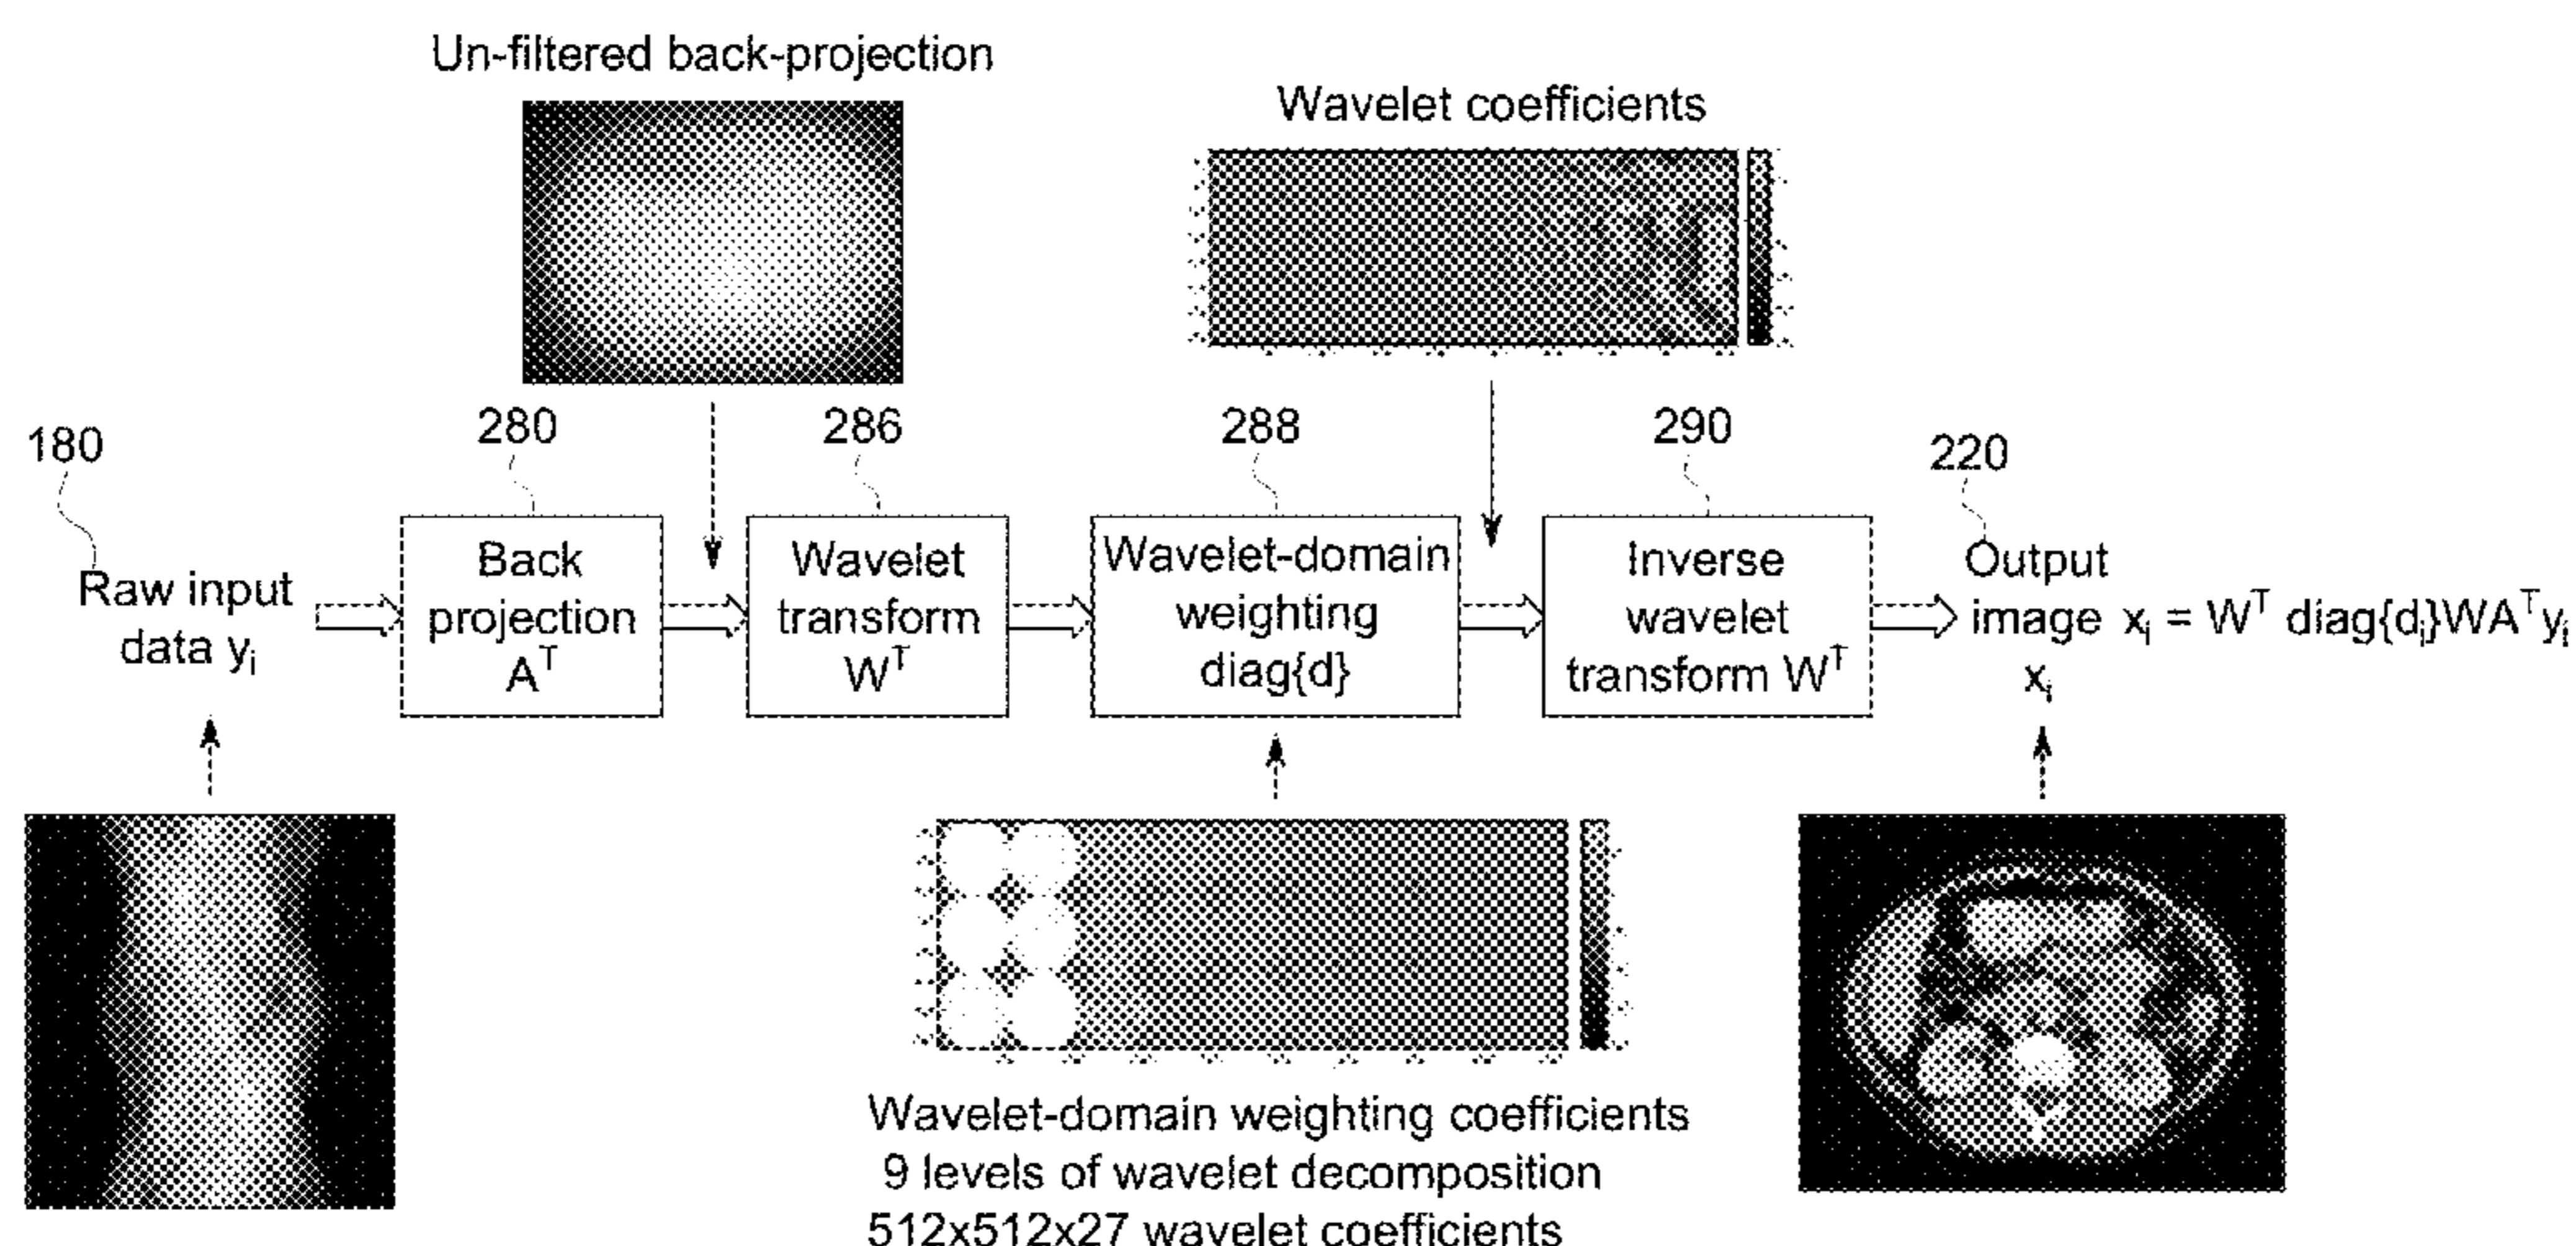 Un-filtered back-projection
Wavelet coefficients
180
280
286
288
290
220
Raw input
data yᵢ
Back
projection
Aᵀ
Wavelet
transform
Wᵀ
Wavelet-domain
weighting
diag{d}
Inverse
wavelet
transform Wᵀ
Output
image xᵢ = Wᵀ diag{dᵢ}WAᵀyᵢ
xᵢ
Wavelet-domain weighting coefficients
9 levels of wavelet decomposition
512x512x27 wavelet coefficients